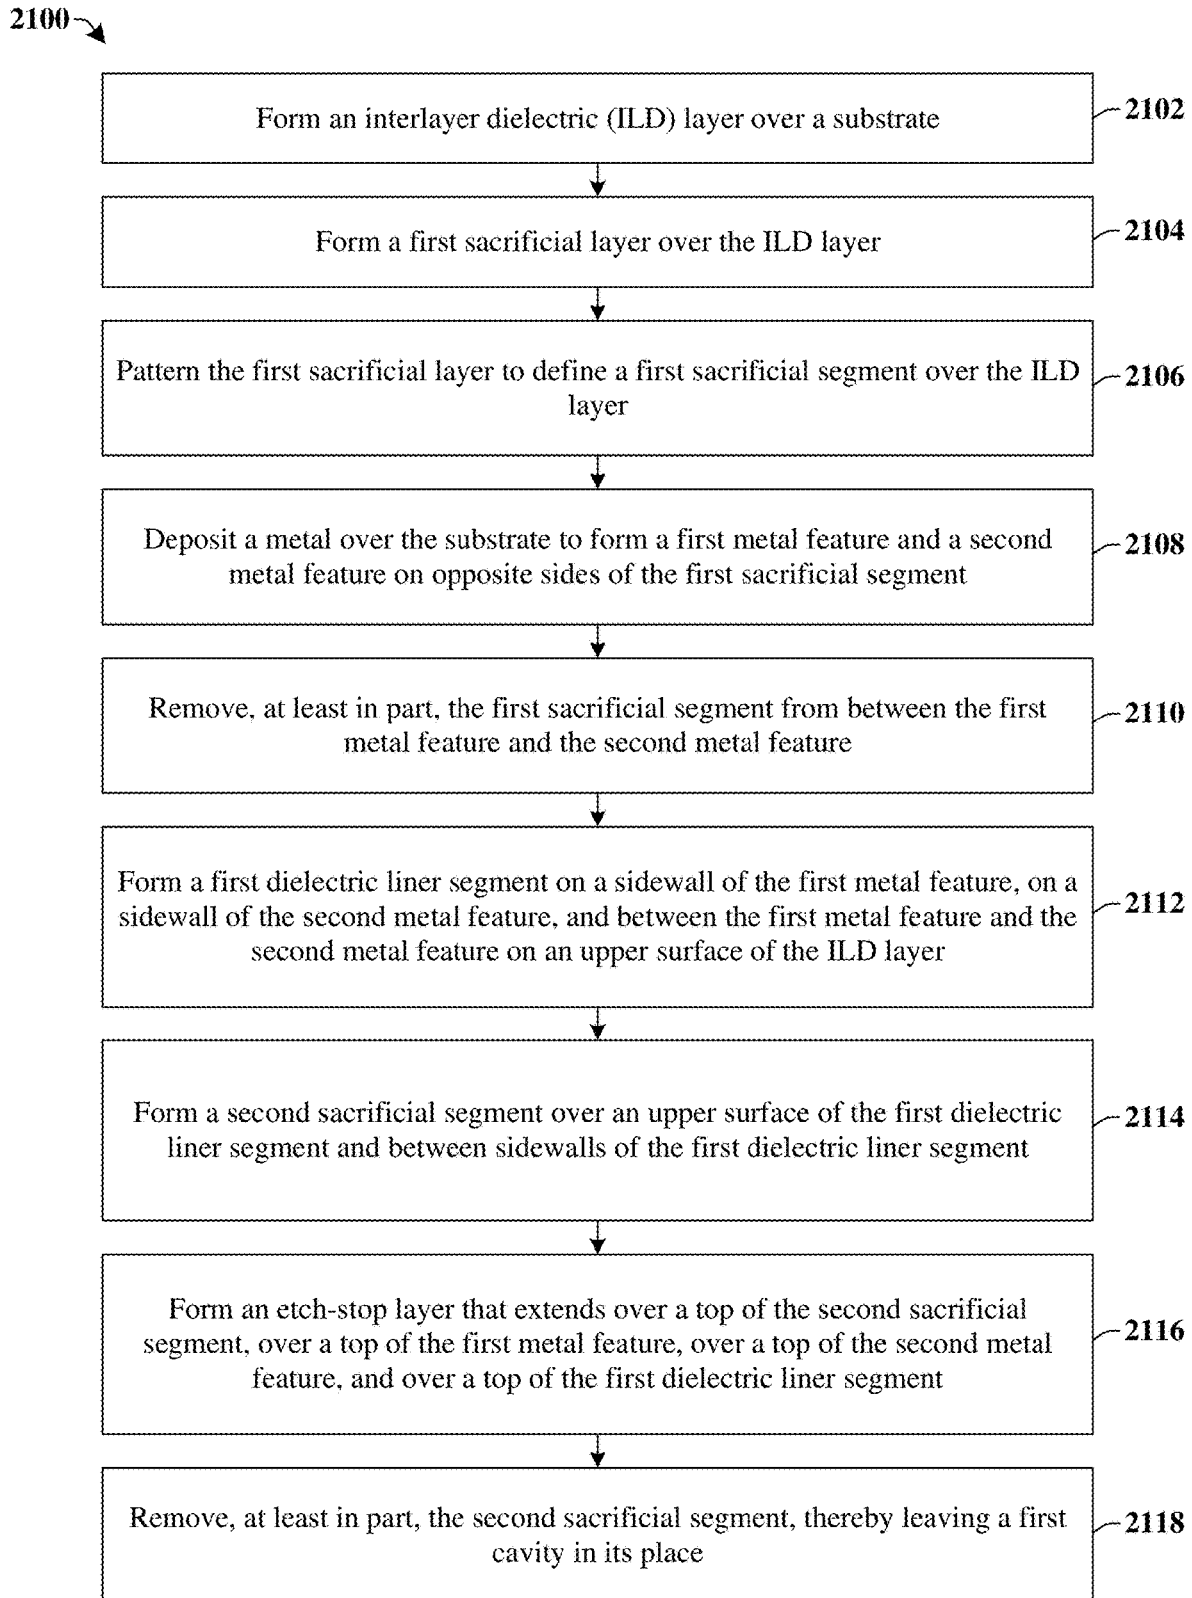 2100
Form an interlayer dielectric (ILD) layer over a substrate
2102
Form a first sacrificial layer over the ILD layer
2104
Pattern the first sacrificial layer to define a first sacrificial segment over the ILD
layer
2106
Deposit a metal over the substrate to form a first metal feature and a second
metal feature on opposite sides of the first sacrificial segment
2108
Remove, at least in part, the first sacrificial segment from between the first
metal feature and the second metal feature
2110
Form a first dielectric liner segment on a sidewall of the first metal feature, on a
sidewall of the second metal feature, and between the first metal feature and the
second metal feature on an upper surface of the ILD layer
2112
Form a second sacrificial segment over an upper surface of the first dielectric
liner segment and between sidewalls of the first dielectric liner segment
2114
Form an etch-stop layer that extends over a top of the second sacrificial
segment, over a top of the first metal feature, over a top of the second metal
feature, and over a top of the first dielectric liner segment
2116
Remove, at least in part, the second sacrificial segment, thereby leaving a first
cavity in its place
2118